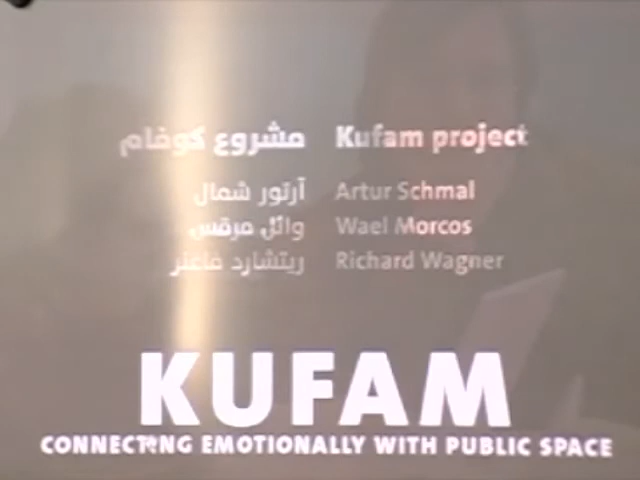 مشروع كوفام Kufam project
آرتور شمال Artur Schmal
وائل مرقس Wael Morcos
ريتشارد فاغنر Richard Wagner
KUFAM
CONNECTING EMOTIONALLY WITH PUBLIC SPACE